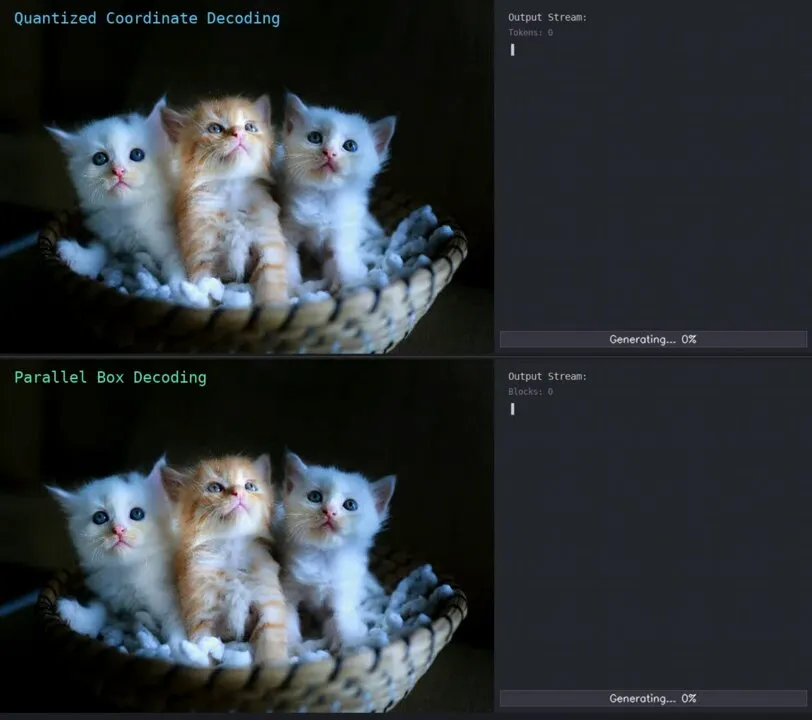 Quantized Coordinate Decoding
Output Stream:
Tokens: 0
Generating... 0%
Parallel Box Decoding
Output Stream:
Blocks: 0
Generating... 0%